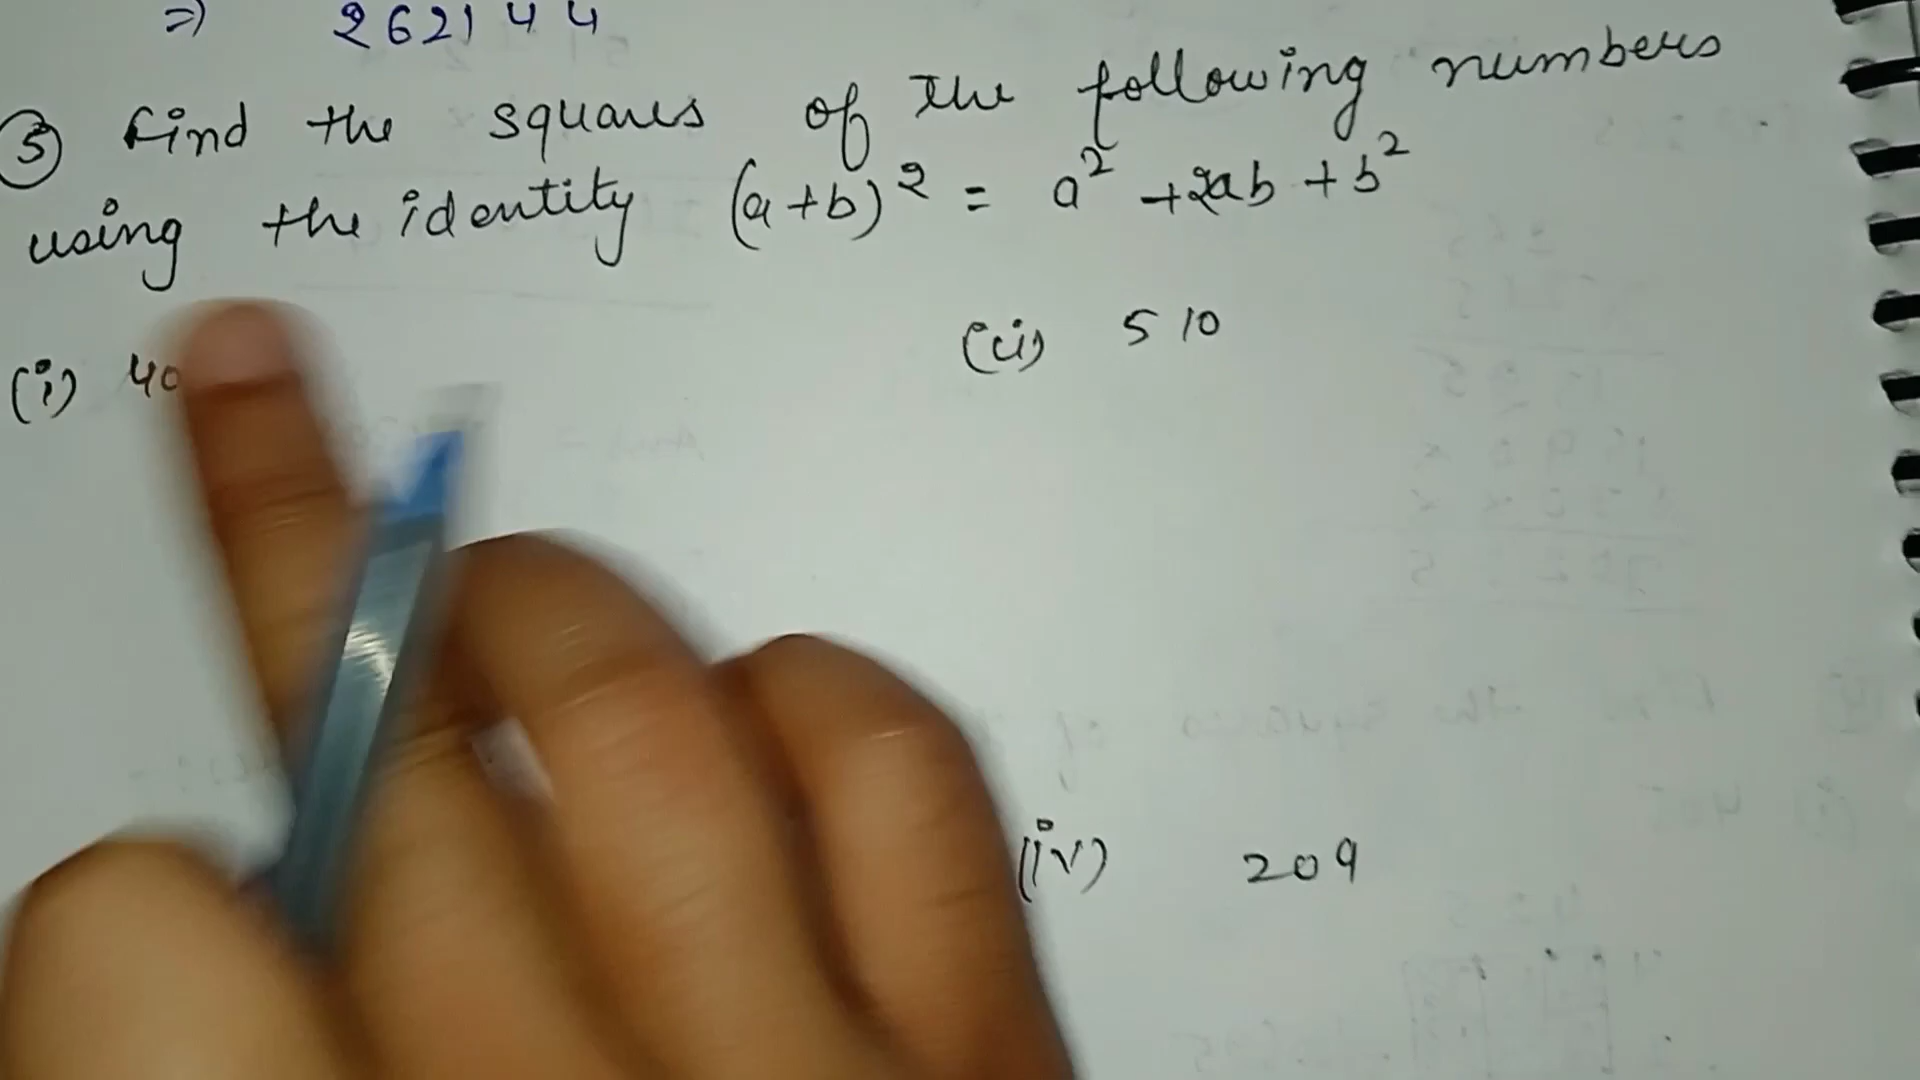 => 262144
(5) Find the squares of the following numbers
using the identity (a+b)² = a² +2ab +b²
(i) 40
(ii) 510
(iv) 209